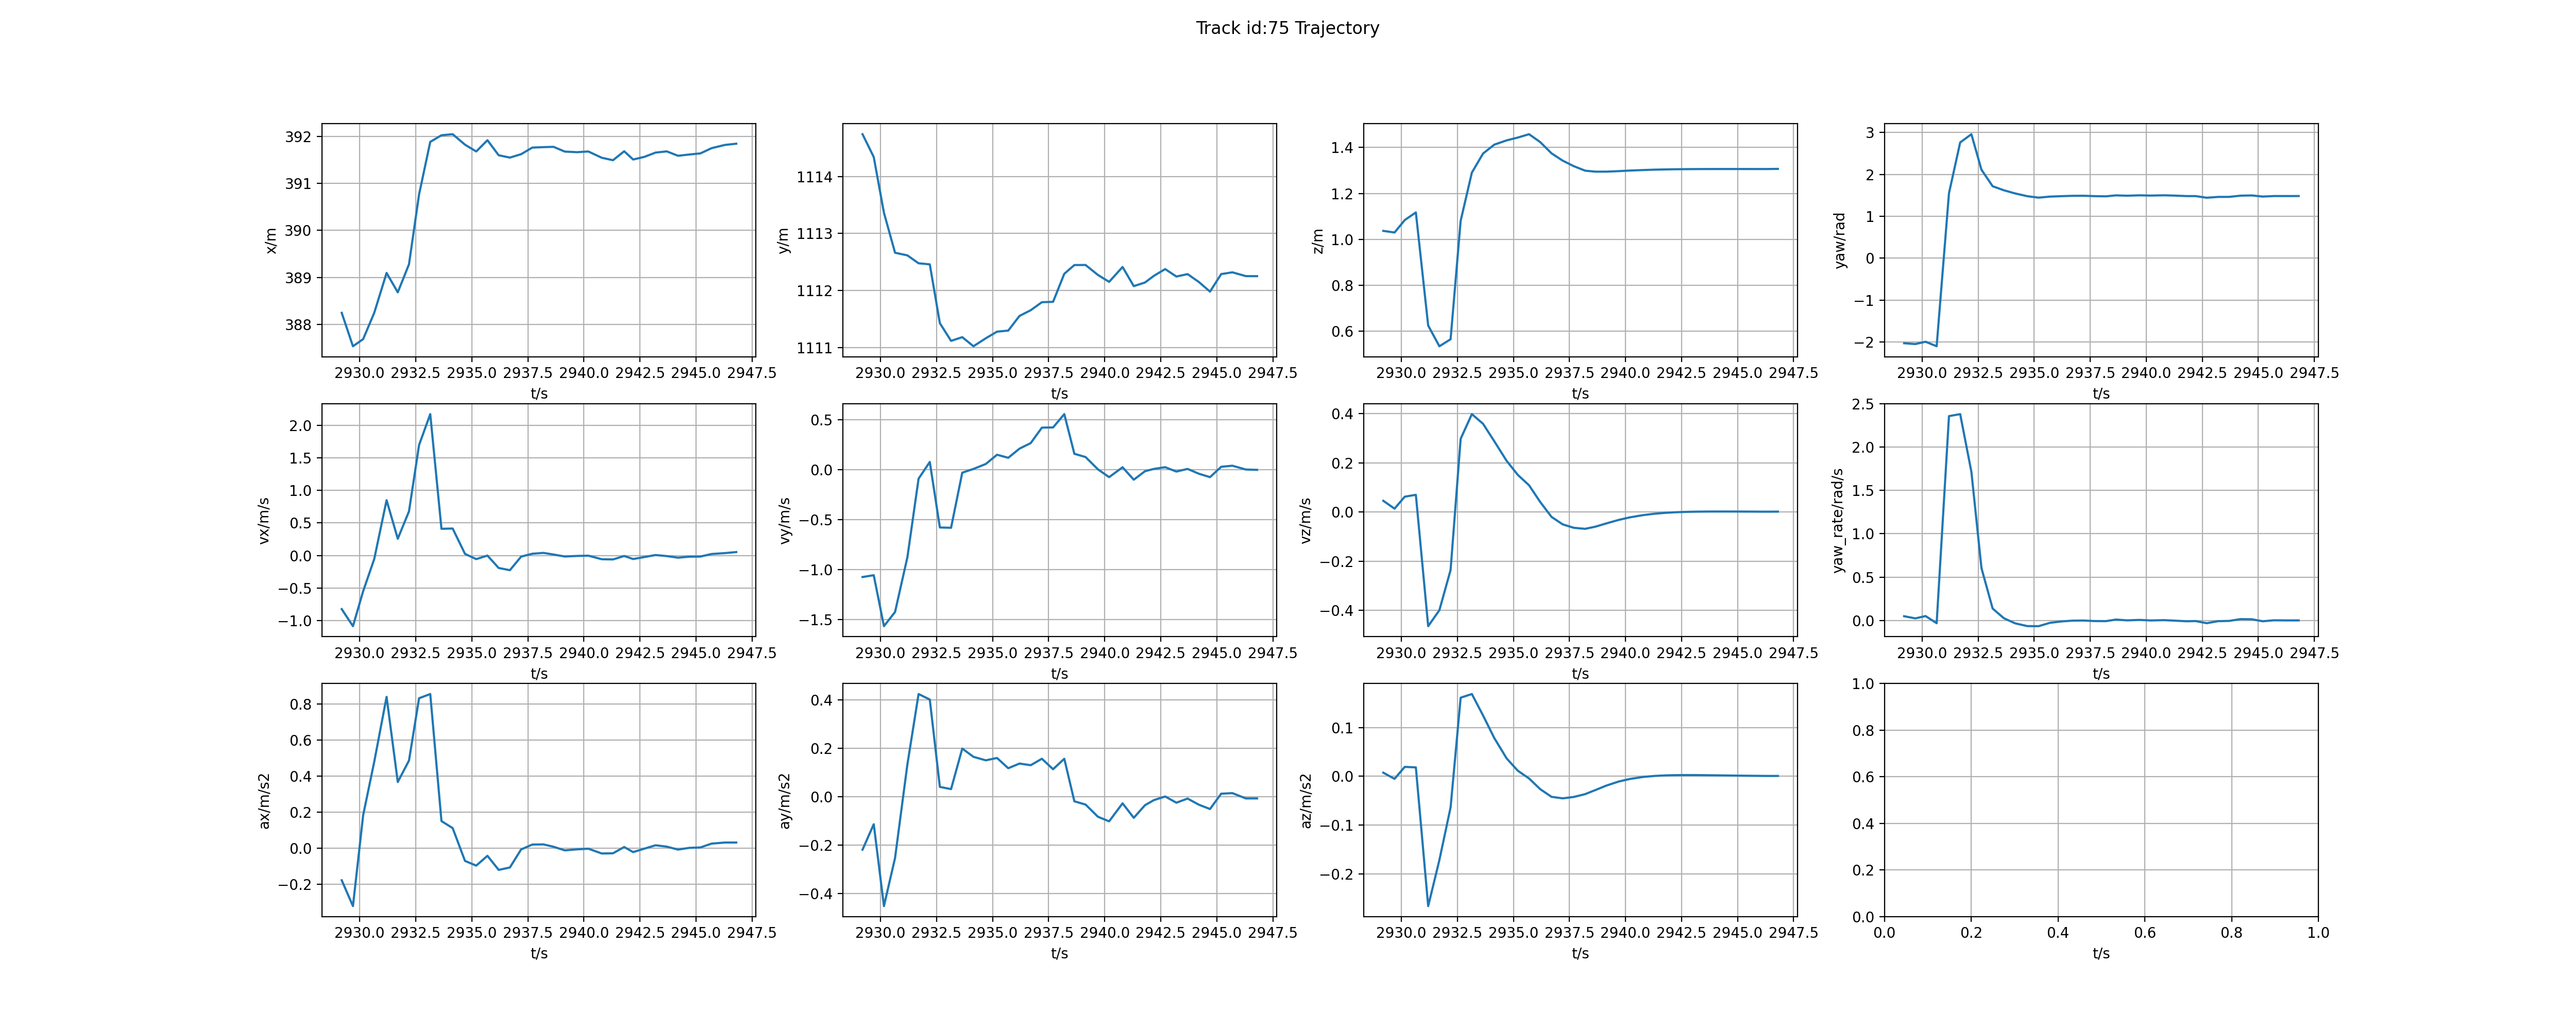 Track id:75 Trajectory
392
391
390
389
388
x/m
2930.0 2932.5 2935.0 2937.5 2940.0 2942.5 2945.0 2947.5
t/s
1114
1113
1112
1111
y/m
2930.0 2932.5 2935.0 2937.5 2940.0 2942.5 2945.0 2947.5
t/s
1.4
1.2
1.0
0.8
0.6
z/m
2930.0 2932.5 2935.0 2937.5 2940.0 2942.5 2945.0 2947.5
t/s
3
2
1
0
−1
−2
yaw/rad
2930.0 2932.5 2935.0 2937.5 2940.0 2942.5 2945.0 2947.5
t/s
2.0
1.5
1.0
0.5
0.0
−0.5
−1.0
vx/m/s
2930.0 2932.5 2935.0 2937.5 2940.0 2942.5 2945.0 2947.5
t/s
0.5
0.0
−0.5
−1.0
−1.5
vy/m/s
2930.0 2932.5 2935.0 2937.5 2940.0 2942.5 2945.0 2947.5
t/s
0.4
0.2
0.0
−0.2
−0.4
vz/m/s
2930.0 2932.5 2935.0 2937.5 2940.0 2942.5 2945.0 2947.5
t/s
2.5
2.0
1.5
1.0
0.5
0.0
yaw_rate/rad/s
2930.0 2932.5 2935.0 2937.5 2940.0 2942.5 2945.0 2947.5
t/s
0.8
0.6
0.4
0.2
0.0
−0.2
ax/m/s2
2930.0 2932.5 2935.0 2937.5 2940.0 2942.5 2945.0 2947.5
t/s
0.4
0.2
0.0
−0.2
−0.4
ay/m/s2
2930.0 2932.5 2935.0 2937.5 2940.0 2942.5 2945.0 2947.5
t/s
0.1
0.0
−0.1
−0.2
az/m/s2
2930.0 2932.5 2935.0 2937.5 2940.0 2942.5 2945.0 2947.5
t/s
1.0
0.8
0.6
0.4
0.2
0.0
0.0 0.2 0.4 0.6 0.8 1.0
t/s